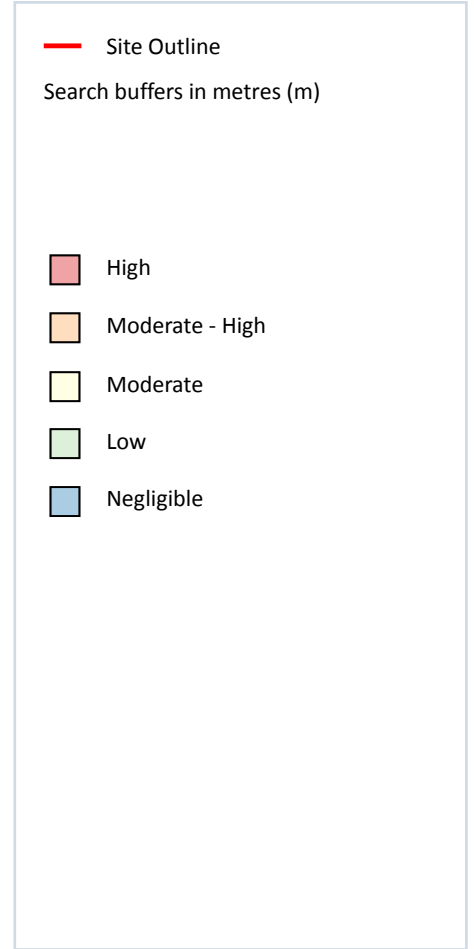 Site Outline
Search buffers in metres (m)
High
Moderate - High
Moderate
Low
Negligible